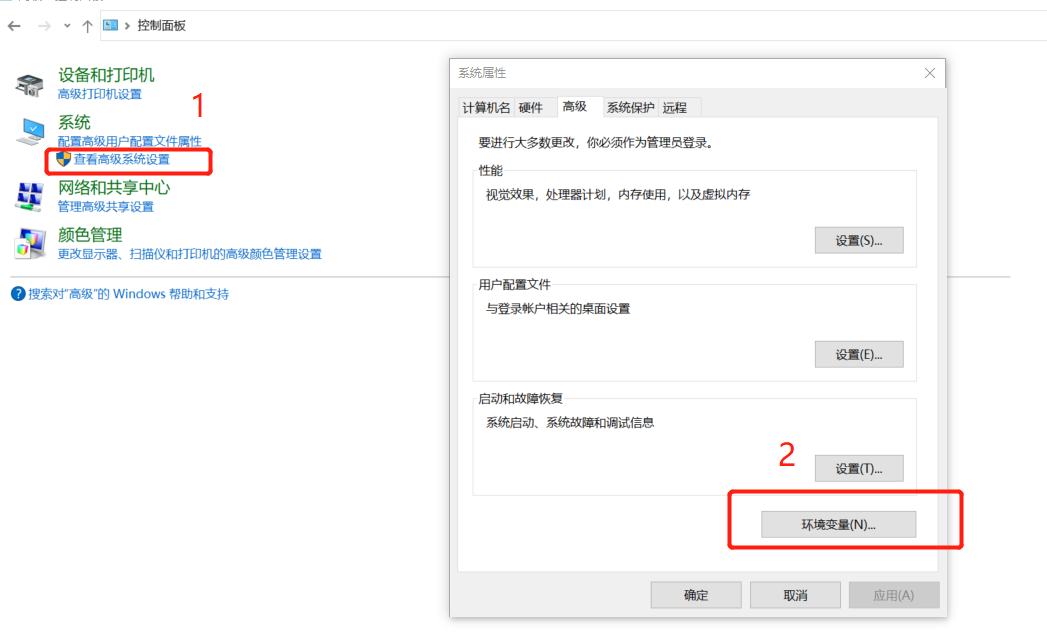 控制面板
设备和打印机
高级打印机设置
1
系统
配置高级用户配置文件属性
查看高级系统设置
网络和共享中心
管理高级共享设置
颜色管理
更改显示器、扫描仪和打印机的高级颜色管理设置
搜索对"高级"的 Windows 帮助和支持
系统属性
计算机名 硬件 高级 系统保护 远程
要进行大多数更改，你必须作为管理员登录。
性能
视觉效果，处理器计划，内存使用，以及虚拟内存
设置(S)...
用户配置文件
与登录帐户相关的桌面设置
设置(E)...
启动和故障恢复
系统启动、系统故障和调试信息
2
设置(T)...
环境变量(N)...
确定 取消 应用(A)